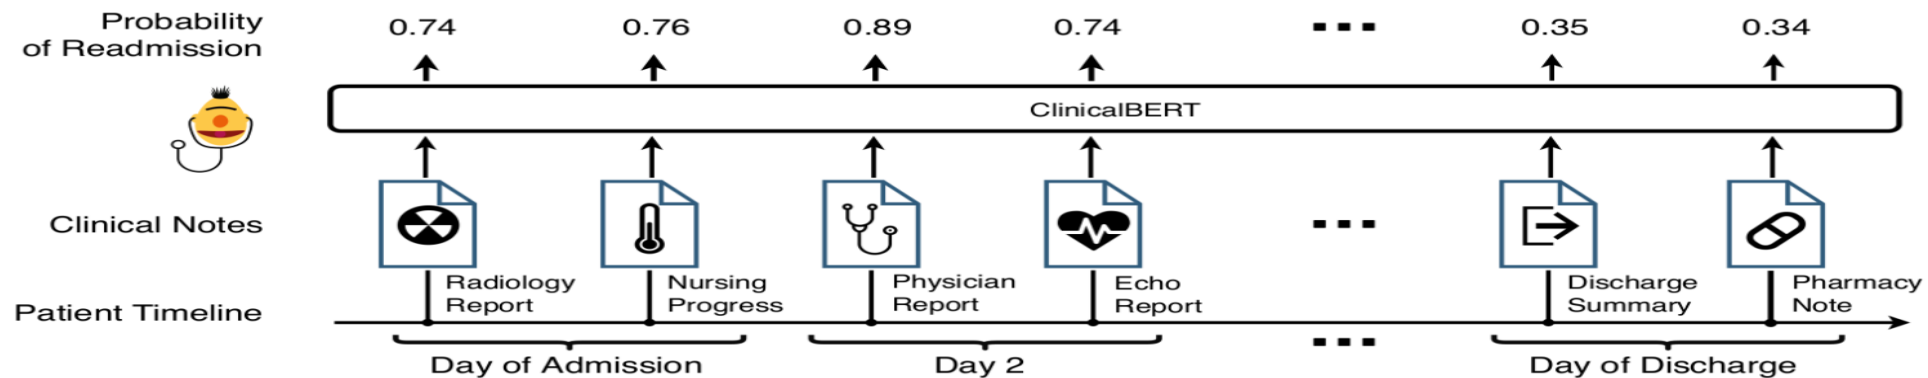 Probability
of Readmission
0.74 0.76 0.89 0.74 ... 0.35 0.34
ClinicalBERT
Clinical Notes ...
Radiology
Report
Nursing
Progress
Physician
Report
Echo
Report
Discharge
Summary
Pharmacy
Note
Patient Timeline
Day of Admission Day 2 ... Day of Discharge